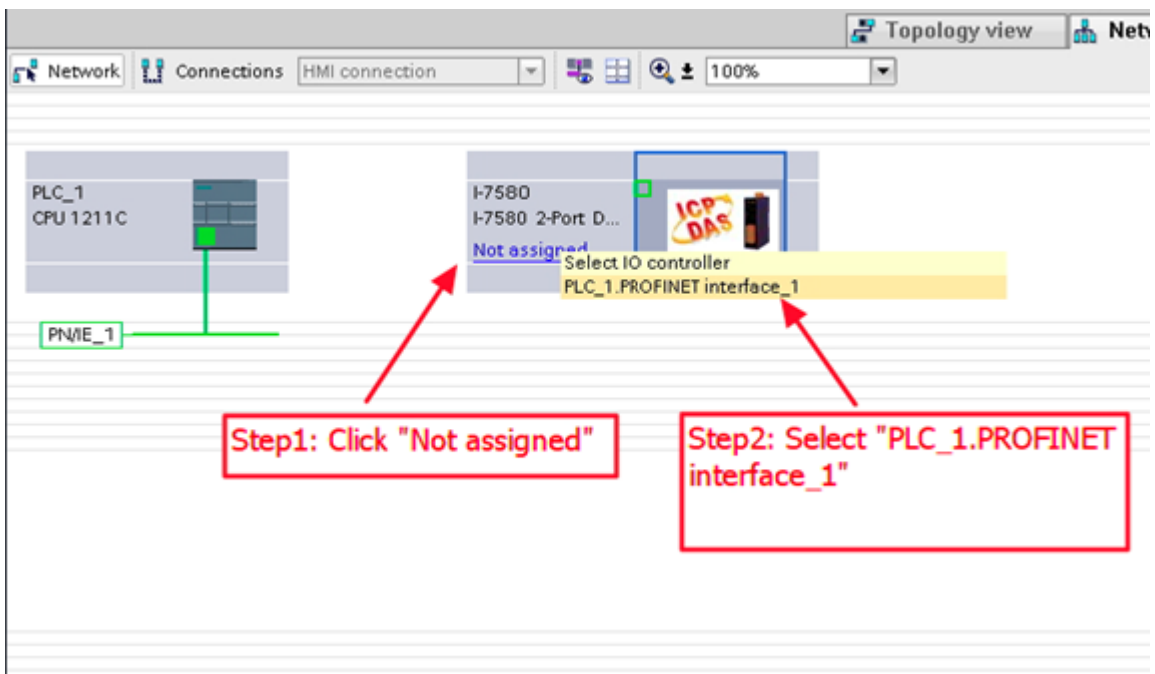 Topology view
Netw
Network
Connections
HMI connection
100%
PLC_1
CPU 1211C
I-7580
I-7580 2-Port D...
Not assigned
ICP
DAS
Select IO controller
PLC_1.PROFINET interface_1
PN/IE_1
Step1: Click "Not assigned"
Step2: Select "PLC_1.PROFINET
interface_1"